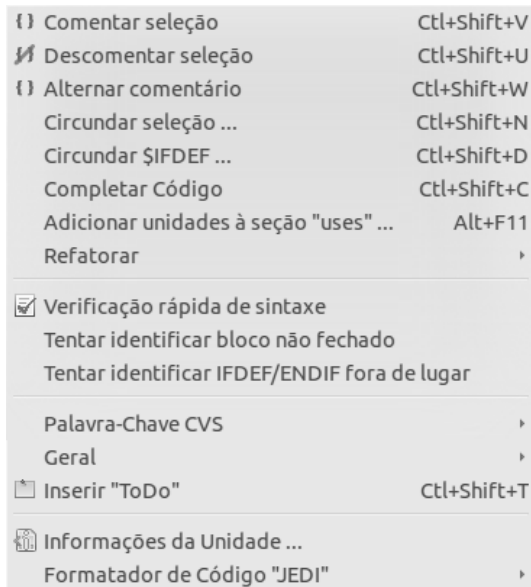 Comentar seleção Ctl+Shift+V
Descomentar seleção Ctl+Shift+U
Alternar comentário Ctl+Shift+W
Circundar seleção ... Ctl+Shift+N
Circundar $IFDEF ... Ctl+Shift+D
Completar Código Ctl+Shift+C
Adicionar unidades à seção "uses" ... Alt+F11
Refatorar
Verificação rápida de sintaxe
Tentar identificar bloco não fechado
Tentar identificar IFDEF/ENDIF fora de lugar
Palavra-Chave CVS
Geral
Inserir "ToDo" Ctl+Shift+T
Informações da Unidade ...
Formatador de Código "JEDI"